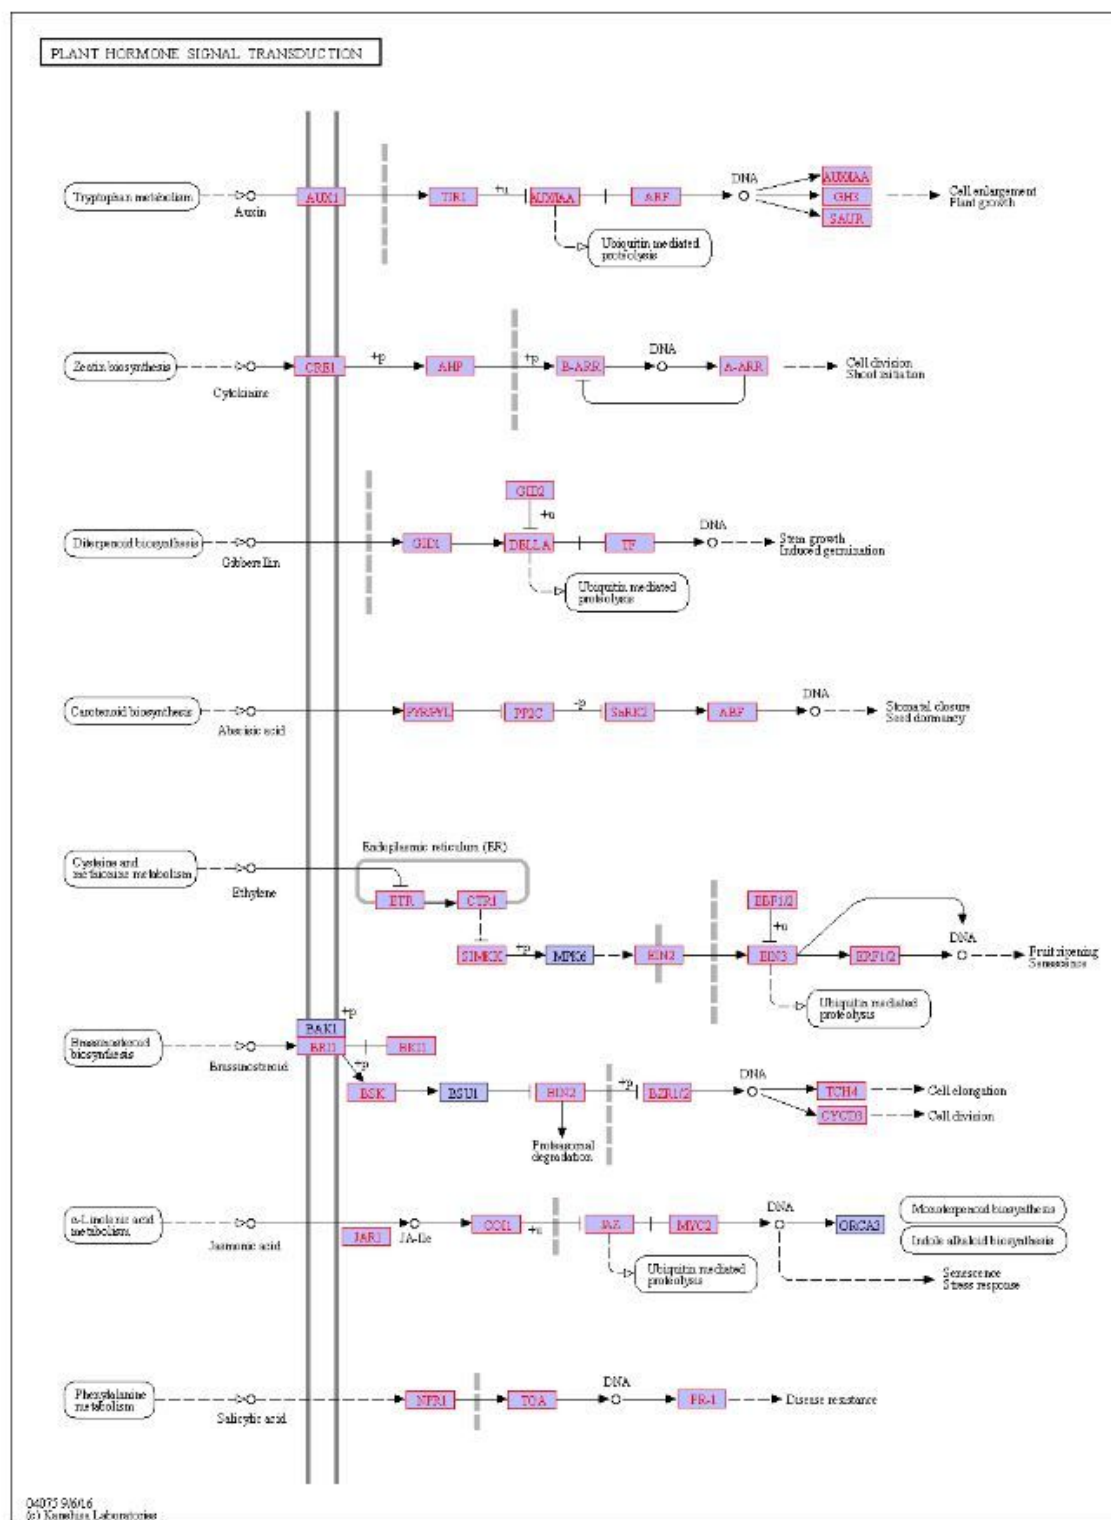 PLANT HORMONE SIGNAL TRANSDUCTION
Tryptophan metabolism
Auxin
AUX1
TIR1
+u
AUX/IAA
ARF
DNA
AUX/IAA
GH3
SAUR
Cell enlargement
Plant growth
Ubiquitin mediated
proteolysis
Zeatin biosynthesis
Cytokinine
CRE1
+p
AHP
+p
B-ARR
DNA
A-ARR
Cell division
Shoot initiation
GID2
+u
Diterpenoid biosynthesis
Gibberellin
GID1
DELLA
TF
DNA
Stem growth
Induced germination
Ubiquitin mediated
proteolysis
Carotenoid biosynthesis
Abscisic acid
PYR/PYL
PP2C
-p
SnRK2
ABF
DNA
Stomatal closure
Seed dormancy
Endoplasmic reticulum (ER)
Cysteine and
methionine metabolism
Ethylene
ETR
CTR1
EBF1/2
+u
SIMKK
+p
MPK6
EIN2
EIN3
ERF1/2
DNA
Fruit ripening
Senescence
Ubiquitin mediated
proteolysis
Brassinosteroid
biosynthesis
Brassinosteroid
BAK1
+p
BRI1
BKI1
+p
BSK
BSU1
BIN2
+p
BZR1/2
DNA
TCH4
Cell elongation
CYCD3
Cell division
Proteasomal
degradation
α-Linolenic acid
metabolism
Jasmonic acid
JAR1
JA-Ile
COI1
+u
JAZ
MYC2
DNA
ORCA3
Monoterpenoid biosynthesis
Indole alkaloid biosynthesis
Ubiquitin mediated
proteolysis
Senescence
Stress response
Phenylalanine
metabolism
Salicylic acid
NPR1
TGA
DNA
PR-1
Disease resistance
04075 9/6/16
(c) Kanehisa Laboratories